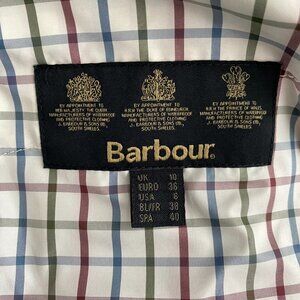 BY APPOINTMENT TO
HER MAJESTY THE QUEEN
MANUFACTURERS OF WATERPROOF
AND PROTECTIVE CLOTHING
J. BARBOUR & SONS LTD
SOUTH SHIELDS
BY APPOINTMENT TO
H.R.H. THE DUKE OF EDINBURGH
MANUFACTURERS OF WATERPROOF
AND PROTECTIVE CLOTHING
J. BARBOUR & SONS LTD
SOUTH SHIELDS
BY APPOINTMENT TO
H.R.H. THE PRINCE OF WALES
MANUFACTURERS OF WATERPROOF
AND PROTECTIVE CLOTHING
J. BARBOUR & SONS LTD
SOUTH SHIELDS
Barbour®
UK 10
EURO 36
USA 6
BL/FR 38
SPA 40